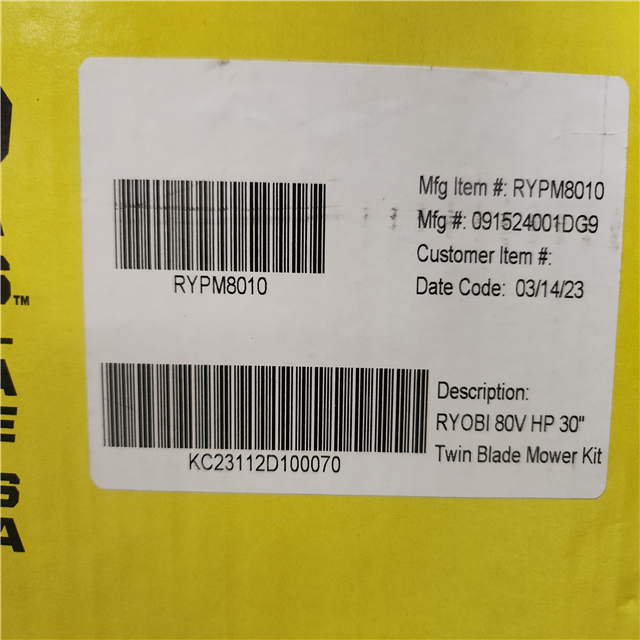 Mfg Item #: RYPM8010
Mfg #: 091524001DG9
Customer Item #:
Date Code: 03/14/23
RYPM8010
Description:
RYOBI 80V HP 30"
Twin Blade Mower Kit
KC23112D100070
TM